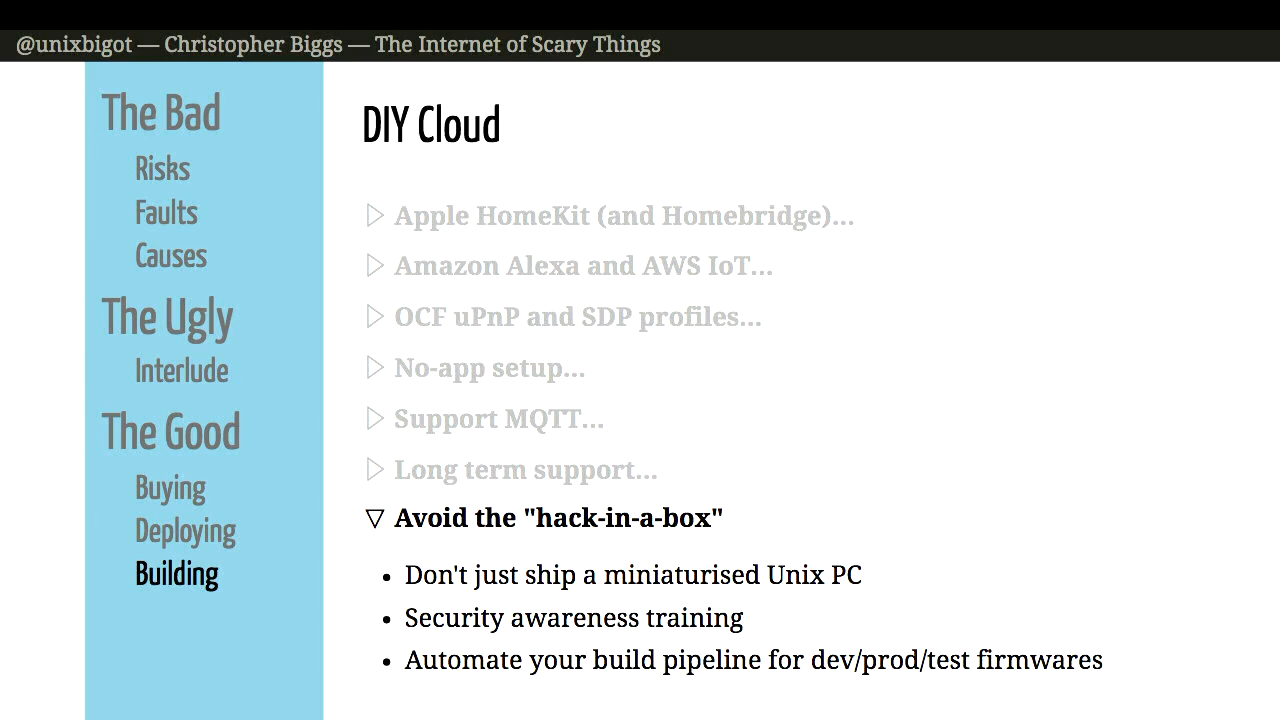 @unixbigot — Christopher Biggs — The Internet of Scary Things
The Bad
Risks
Faults
Causes
The Ugly
Interlude
The Good
Buying
Deploying
Building
DIY Cloud
▷ Apple HomeKit (and Homebridge)...
▷ Amazon Alexa and AWS IoT...
▷ OCF uPnP and SDP profiles...
▷ No-app setup...
▷ Support MQTT...
▷ Long term support...
▽ Avoid the "hack-in-a-box"
• Don't just ship a miniaturised Unix PC
• Security awareness training
• Automate your build pipeline for dev/prod/test firmwares